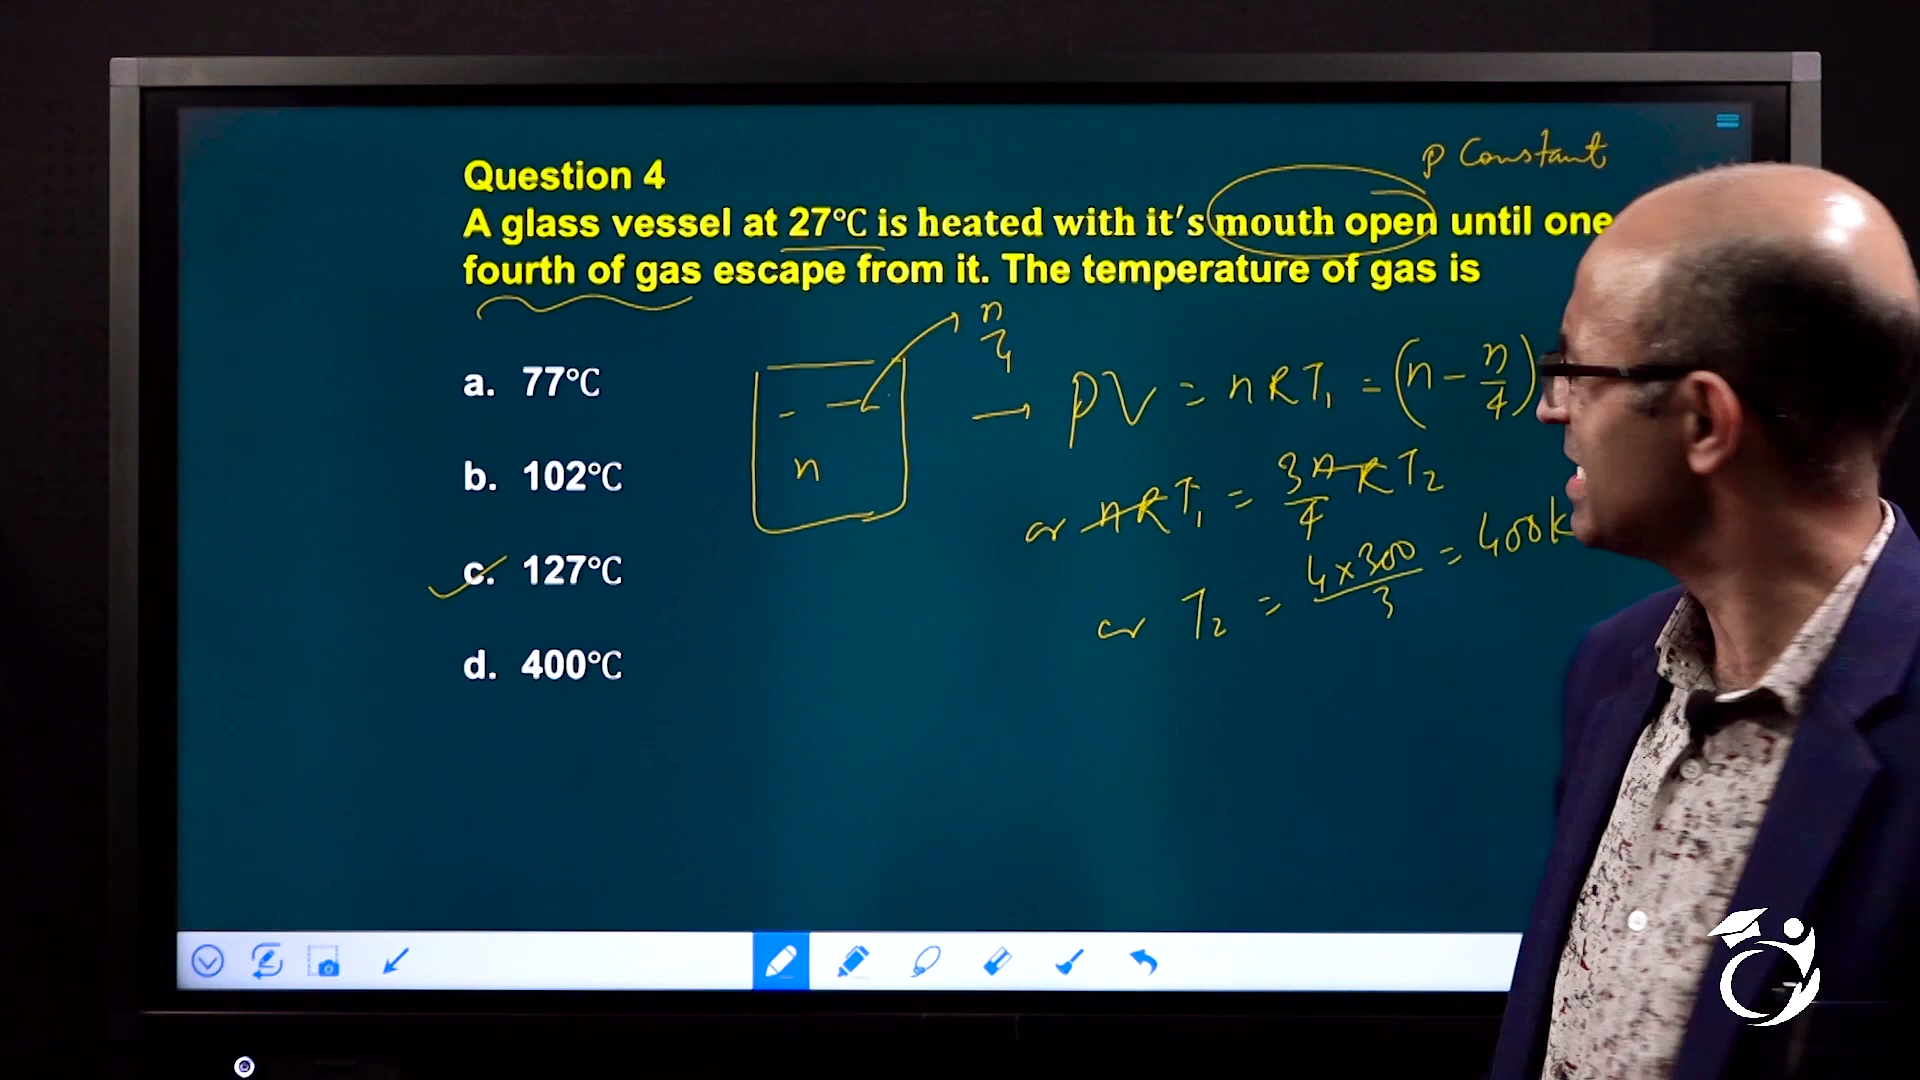 P Constant
Question 4
A glass vessel at 27°C is heated with it's mouth open until one
fourth of gas escape from it. The temperature of gas is
n/4
a. 77°C
n
→ PV = nRT₁ = (n - n/4)
b. 102°C
or nRT₁ = 3nRT₂/4
c. 127°C
or T₂ = 4×300/3 = 400K
d. 400°C